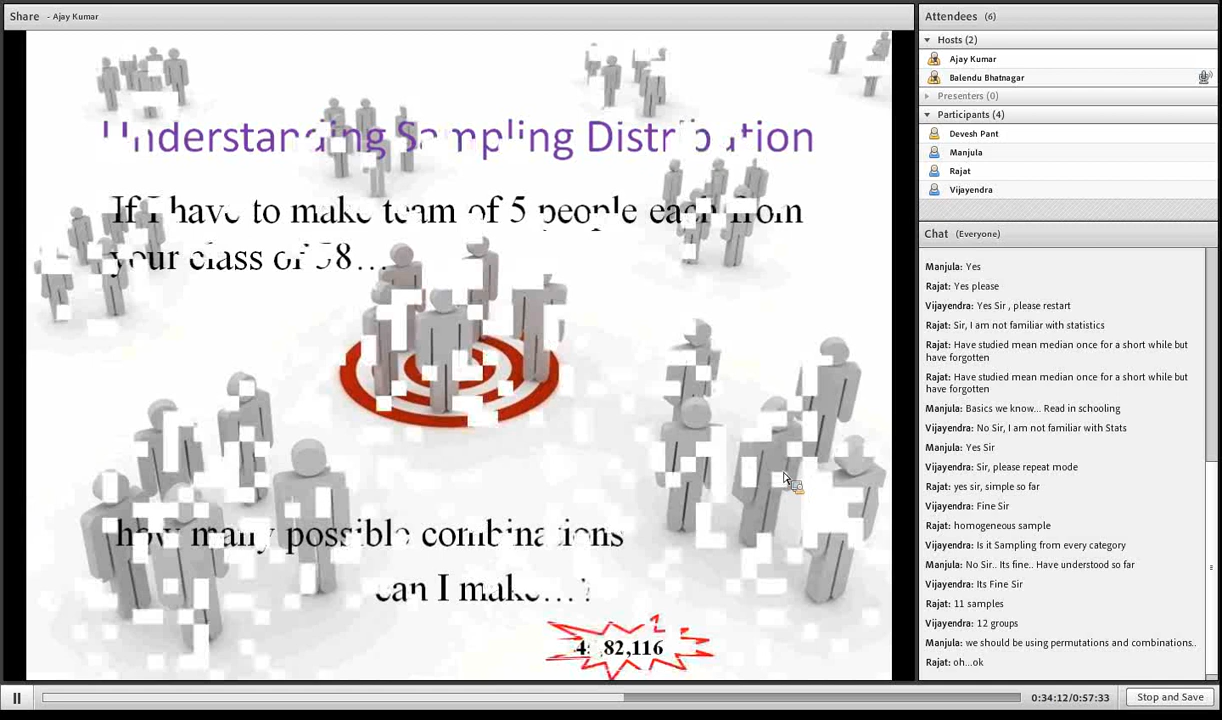 Share - Ajay Kumar
Understanding Sampling Distribution
If I have to make team of 5 people each from
your class of 58...
how many possible combinations
can I make...?
82,116
0:34:12/0:57:33
Attendees (6)
Hosts (2)
Ajay Kumar
Balendu Bhatnagar
Presenters (0)
Participants (4)
Devesh Pant
Manjula
Rajat
Vijayendra
Chat (Everyone)
Manjula: Yes
Rajat: Yes please
Vijayendra: Yes Sir , please restart
Rajat: Sir, I am not familiar with statistics
Rajat: Have studied mean median once for a short while but
have forgotten
Rajat: Have studied mean median once for a short while but
have forgotten
Manjula: Basics we know... Read in schooling
Vijayendra: No Sir, I am not familiar with Stats
Manjula: Yes Sir
Vijayendra: Sir, please repeat mode
Rajat: yes sir, simple so far
Vijayendra: Fine Sir
Rajat: homogeneous sample
Vijayendra: Is it Sampling from every category
Manjula: No Sir.. Its fine.. Have understood so far
Vijayendra: Its Fine Sir
Rajat: 11 samples
Vijayendra: 12 groups
Manjula: we should be using permutations and combinations..
Rajat: oh...ok
Stop and Save